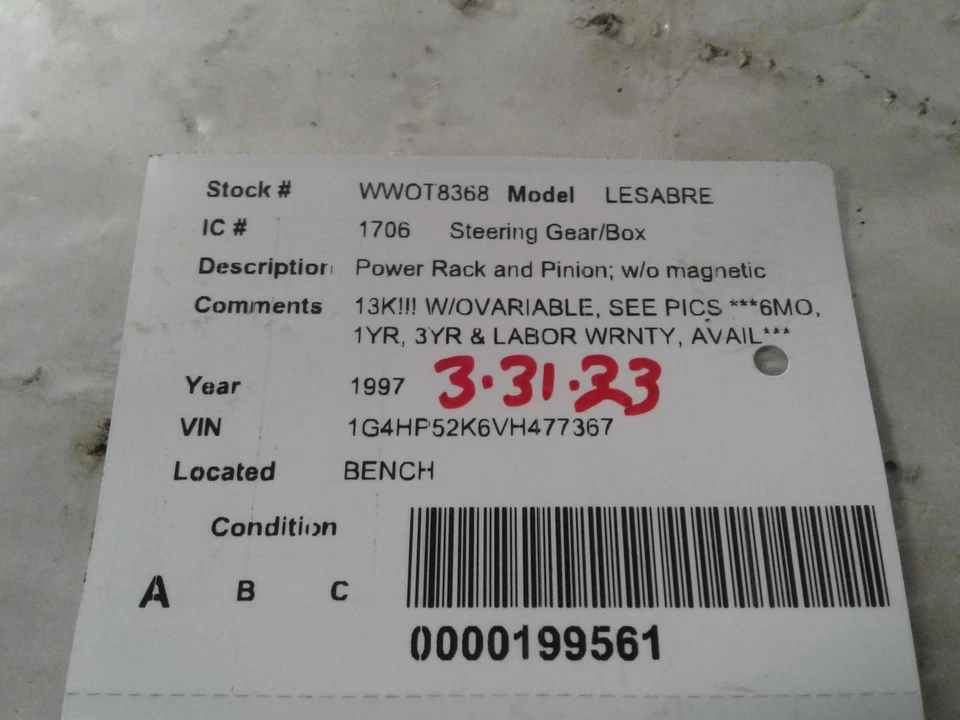 Stock # WWOT8368 Model LESABRE
IC # 1706 Steering Gear/Box
Description Power Rack and Pinion; w/o magnetic
Comments 13K!!! W/OVARIABLE, SEE PICS ***6MO,
1YR, 3YR & LABOR WRNTY, AVAIL***
Year 1997 3.31.23
VIN 1G4HP52K6VH477367
Located BENCH
Condition
A B C
0000199561